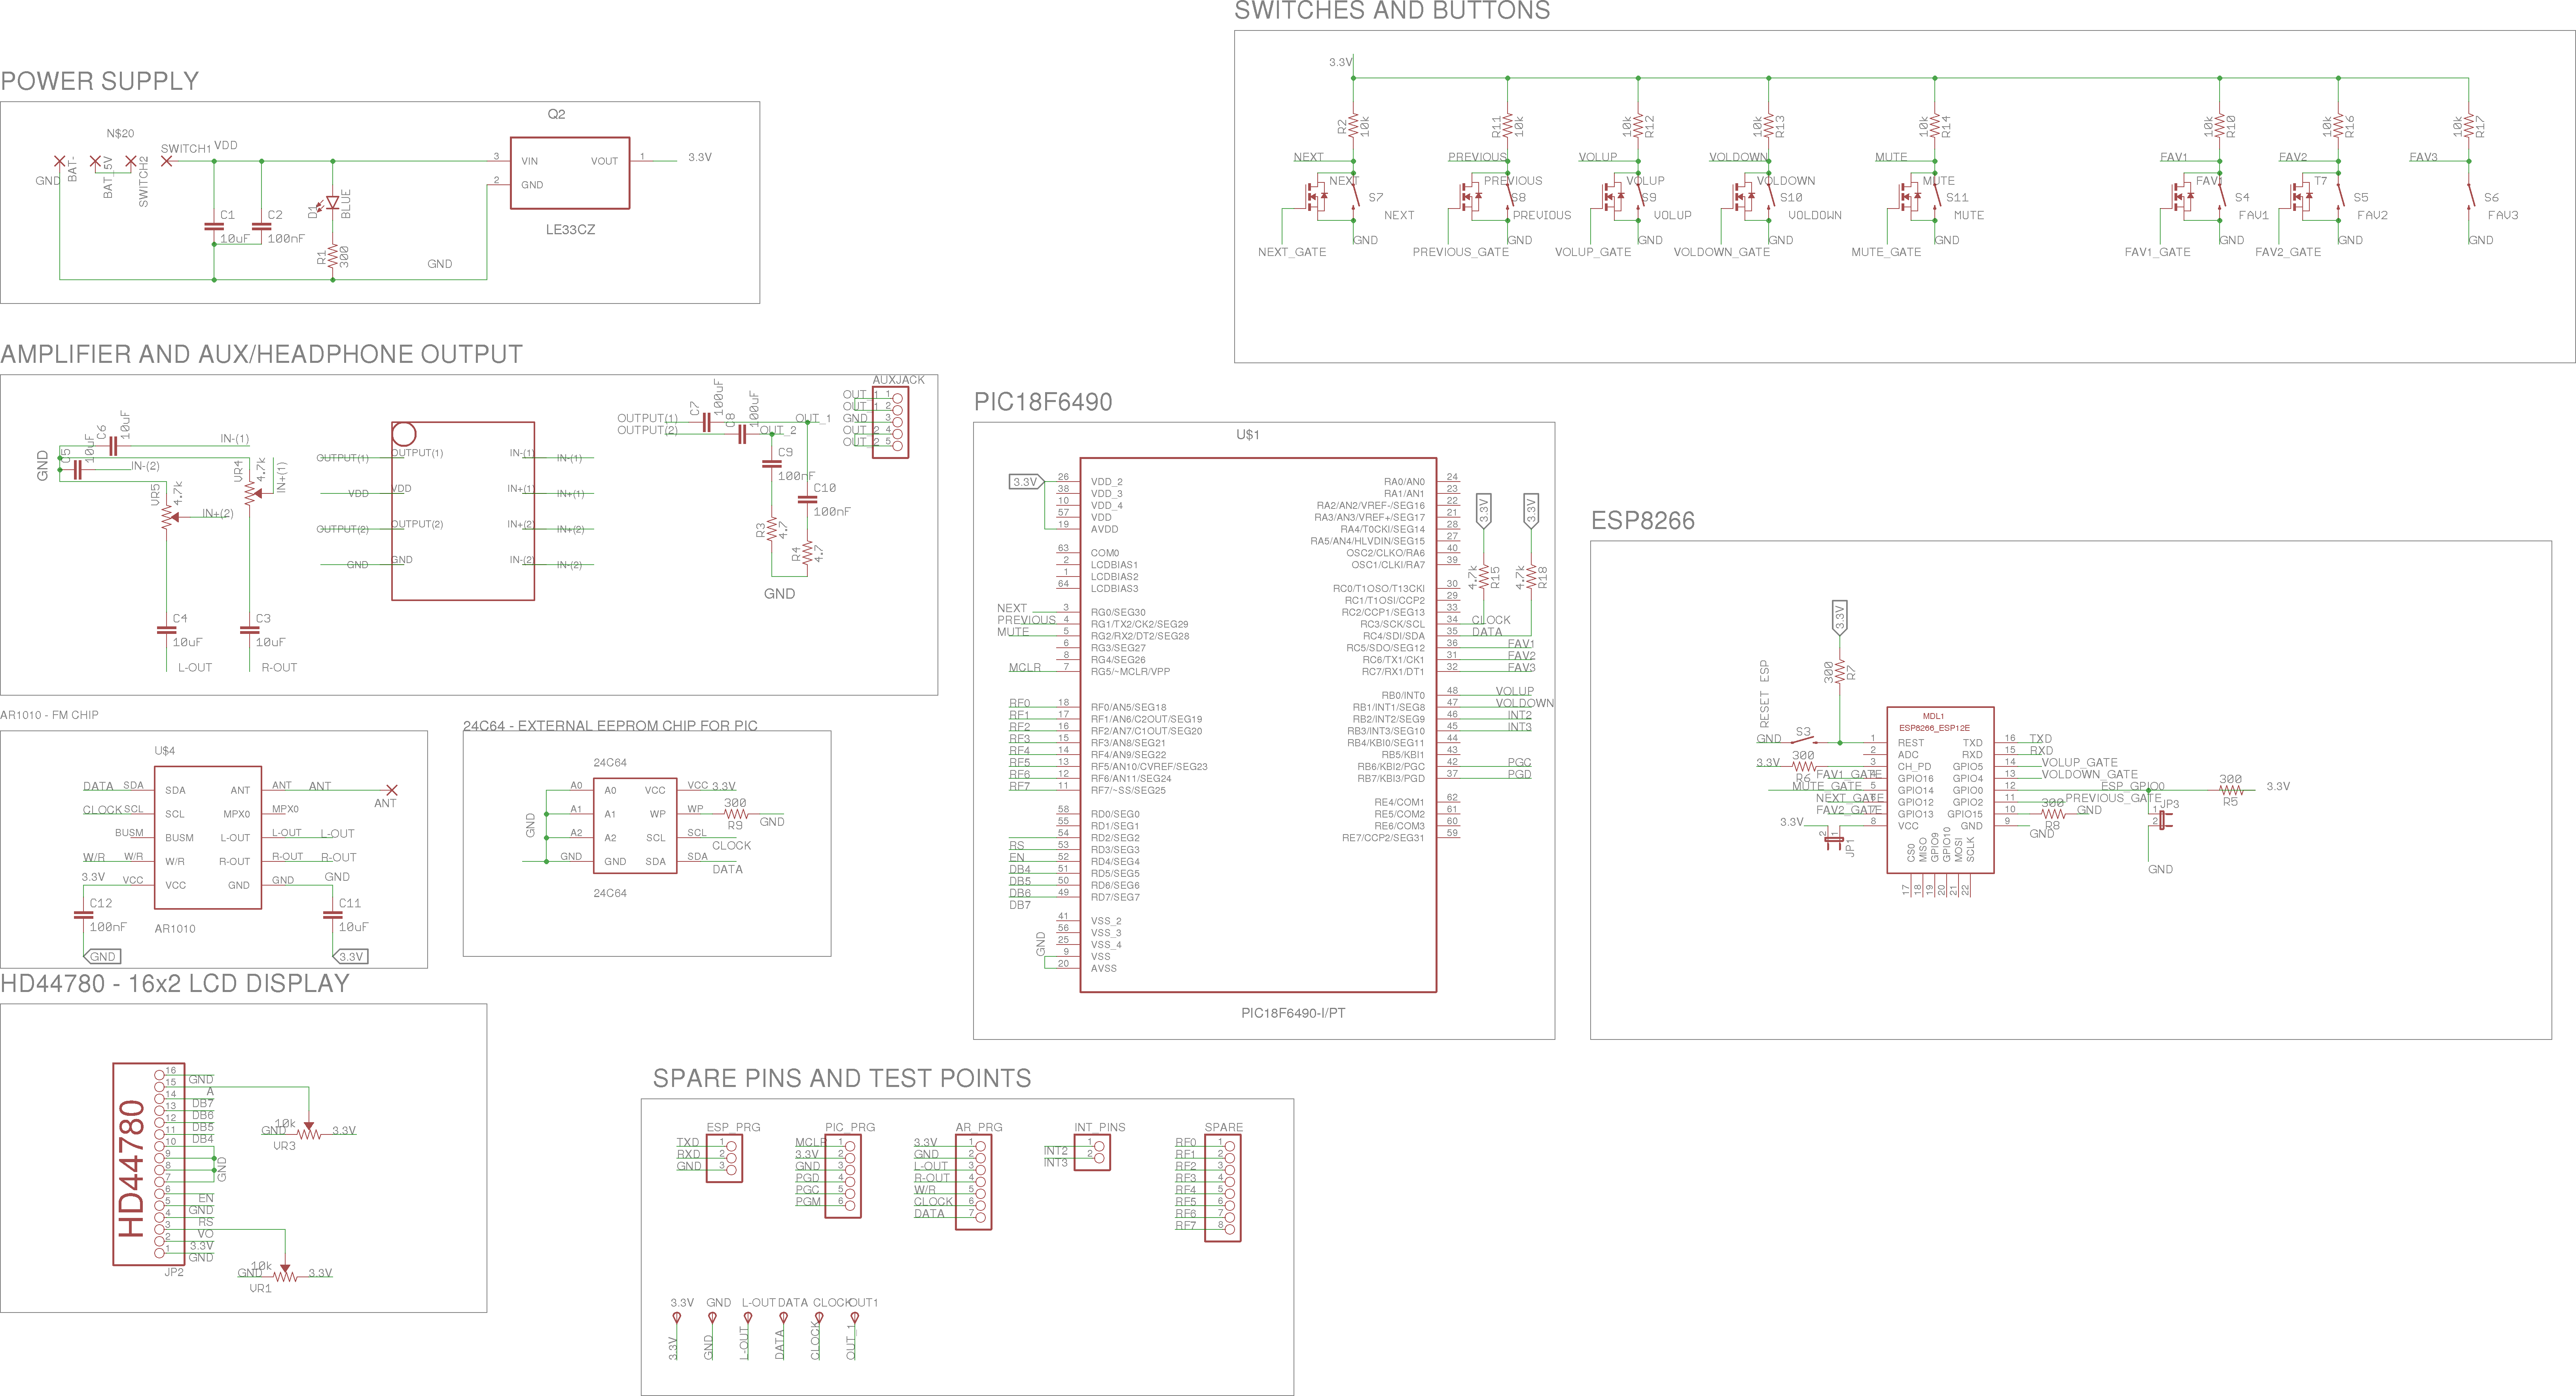 SWITCHES AND BUTTONS
3.3V
R2 10k
R11 10k
10k R12
10k R13
10k R14
10k R10
10k R16
10k R17
NEXT
PREVIOUS
VOLUP
VOLDOWN
MUTE
FAV1
FAV2
FAV3
NEXT
PREVIOUS
VOLUP
VOLDOWN
MUTE
FAV1
T7
S7
S8
S9
S10
S11
S4
S5
S6
NEXT
PREVIOUS
VOLUP
VOLDOWN
MUTE
FAV1
FAV2
FAV3
GND
GND
GND
GND
GND
GND
GND
GND
NEXT_GATE
PREVIOUS_GATE
VOLUP_GATE
VOLDOWN_GATE
MUTE_GATE
FAV1_GATE
FAV2_GATE
POWER SUPPLY
N$20
Q2
SWITCH1
VDD
BAT-
BAT_5V
SWITCH2
GND
3 VIN
VOUT 1
3.3V
2 GND
LE33CZ
C1
10uF
C2
100nF
D1
BLUE
R1
300
GND
AMPLIFIER AND AUX/HEADPHONE OUTPUT
C6
10uF
C5
10uF
IN-(1)
IN-(2)
GND
VR4
4.7k
IN+(1)
VR5
4.7k
IN+(2)
C4
10uF
C3
10uF
L-OUT
R-OUT
OUTPUT(1) OUTPUT(1) IN-(1) IN-(1)
VDD VDD IN+(1) IN+(1)
OUTPUT(2) OUTPUT(2) IN+(2) IN+(2)
GND GND IN-(2) IN-(2)
C7
100uF
C8
100uF
OUTPUT(1)
OUTPUT(2)
OUT_1
OUT_2
C9
100nF
C10
100nF
R3
4.7
R4
4.7
GND
AUXJACK
OUT_1 1
OUT_1 2
GND 3
OUT_2 4
OUT_2 5
PIC18F6490
U$1
3.3V
26 VDD_2
38 VDD_3
10 VDD_4
57 VDD
19 AVDD
63 COM0
2 LCDBIAS1
1 LCDBIAS2
64 LCDBIAS3
NEXT 3 RG0/SEG30
PREVIOUS 4 RG1/TX2/CK2/SEG29
MUTE 5 RG2/RX2/DT2/SEG28
6 RG3/SEG27
8 RG4/SEG26
MCLR 7 RG5/~MCLR/VPP
RF0 18 RF0/AN5/SEG18
RF1 17 RF1/AN6/C2OUT/SEG19
RF2 16 RF2/AN7/C1OUT/SEG20
RF3 15 RF3/AN8/SEG21
RF4 14 RF4/AN9/SEG22
RF5 13 RF5/AN10/CVREF/SEG23
RF6 12 RF6/AN11/SEG24
RF7 11 RF7/~SS/SEG25
58 RD0/SEG0
55 RD1/SEG1
54 RD2/SEG2
RS 53 RD3/SEG3
EN 52 RD4/SEG4
DB4 51 RD5/SEG5
DB5 50 RD6/SEG6
DB6 49 RD7/SEG7
DB7
41 VSS_2
56 VSS_3
25 VSS_4
9 VSS
20 AVSS
GND
RA0/AN0 24
RA1/AN1 23
RA2/AN2/VREF-/SEG16 22
RA3/AN3/VREF+/SEG17 21
RA4/T0CKI/SEG14 28
RA5/AN4/HLVDIN/SEG15 27
OSC2/CLKO/RA6 40
OSC1/CLKI/RA7 39
RC0/T1OSO/T13CKI 30
RC1/T1OSI/CCP2 29
RC2/CCP1/SEG13 33
RC3/SCK/SCL 34 CLOCK
RC4/SDI/SDA 35 DATA
RC5/SDO/SEG12 36 FAV1
RC6/TX1/CK1 31 FAV2
RC7/RX1/DT1 32 FAV3
RB0/INT0 48 VOLUP
RB1/INT1/SEG8 47 VOLDOWN
RB2/INT2/SEG9 46 INT2
RB3/INT3/SEG10 45 INT3
RB4/KBI0/SEG11 44
RB5/KBI1 43
RB6/KBI2/PGC 42 PGC
RB7/KBI3/PGD 37 PGD
RE4/COM1 62
RE5/COM2 61
RE6/COM3 60
RE7/CCP2/SEG31 59
3.3V
3.3V
4.7k R15
4.7k R18
PIC18F6490-I/PT
ESP8266
3.3V
300 R7
RESET ESP
S3
GND
3.3V
300
R6
FAV1_GATE
MUTE_GATE
NEXT_GATE
FAV2_GATE
3.3V
2 1
JP1
MDL1
ESP8266_ESP12E
1 REST
2 ADC
3 CH_PD
4 GPIO16
5 GPIO14
6 GPIO12
7 GPIO13
8 VCC
TXD 16 TXD
RXD 15 RXD
GPIO5 14 VOLUP_GATE
GPIO4 13 VOLDOWN_GATE
GPIO0 12 ESP_GPIO0
GPIO2 11 PREVIOUS_GATE
GPIO15 10 300 GND
R8
GND 9 GND
CS0 MISO GPIO9 GPIO10 MOSI SCLK
17 18 19 20 21 22
300
R5
3.3V
JP3
1
2
GND
AR1010 - FM CHIP
U$4
DATA SDA SDA ANT ANT ANT
ANT
CLOCK SCL SCL MPX0 MPX0
BUSM BUSM L-OUT L-OUT L-OUT
W/R W/R W/R R-OUT R-OUT R-OUT
3.3V VCC VCC GND GND GND
C12
100nF
C11
10uF
AR1010
GND
3.3V
24C64 - EXTERNAL EEPROM CHIP FOR PIC
24C64
A0 A0 VCC VCC 3.3V
A1 A1 WP WP 300
R9
GND
A2 A2 SCL SCL
CLOCK
GND GND SDA SDA
DATA
GND
24C64
HD44780 - 16x2 LCD DISPLAY
HD44780
16
GND
15
A
14
DB7
13
DB6
12
DB5
11
DB4
10
9
8
GND
7
6
EN
5
GND
4
RS
3
VO
2
3.3V
1
GND
JP2
10k
GND 3.3V
VR3
10k
GND 3.3V
VR1
SPARE PINS AND TEST POINTS
ESP_PRG
TXD 1
RXD 2
GND 3
PIC_PRG
MCLR 1
3.3V 2
GND 3
PGD 4
PGC 5
PGM 6
AR_PRG
3.3V 1
GND 2
L-OUT 3
R-OUT 4
W/R 5
CLOCK 6
DATA 7
INT_PINS
INT2 1
INT3 2
SPARE
RF0 1
RF1 2
RF2 3
RF3 4
RF4 5
RF5 6
RF6 7
RF7 8
3.3V GND L-OUT DATA CLOCK OUT1
3.3V GND L-OUT DATA CLOCK OUT_1